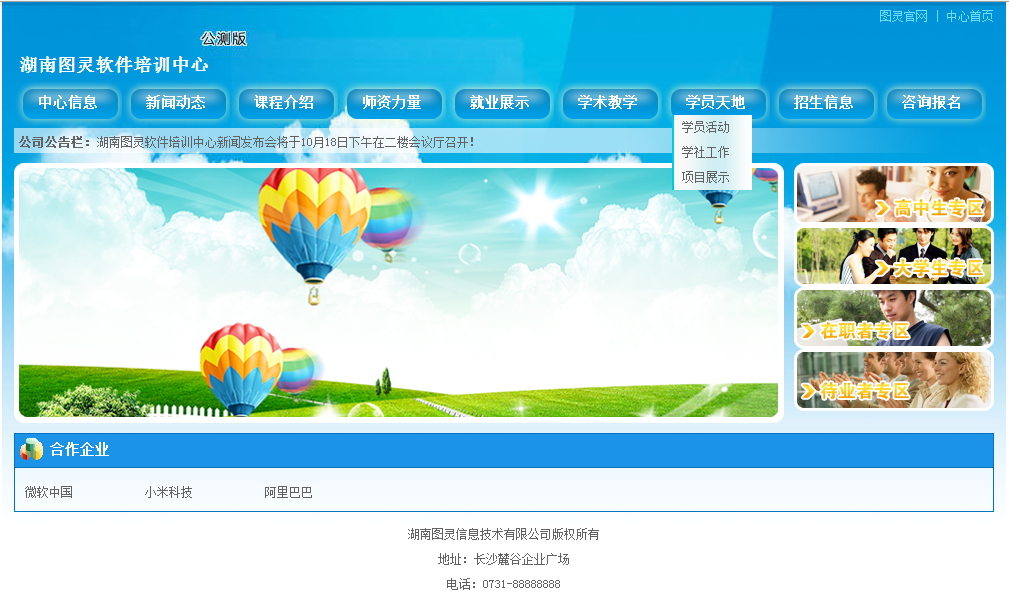 图灵官网 | 中心首页
公测版
湖南图灵软件培训中心
中心信息 新闻动态 课程介绍 师资力量 就业展示 学术教学 学员天地 招生信息 咨询报名
学员活动
公司公告栏：湖南图灵软件培训中心新闻发布会将于10月18日下午在二楼会议厅召开！
学社工作
项目展示
高中生专区
大学生专区
在职者专区
待业者专区
合作企业
微软中国 小米科技 阿里巴巴
湖南图灵信息技术有限公司版权所有
地址：长沙麓谷企业广场
电话：0731-88888888